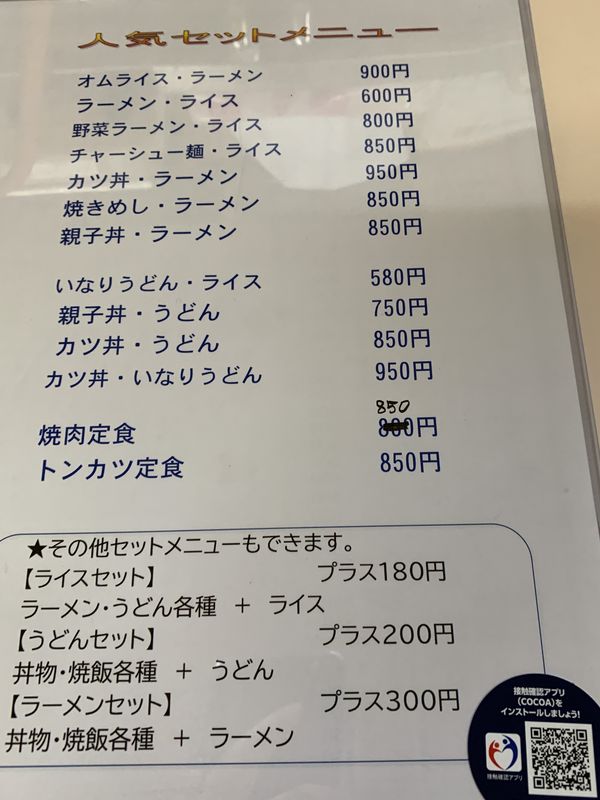 人気セットメニュー
オムライス・ラーメン 900円
ラーメン・ライス 600円
野菜ラーメン・ライス 800円
チャーシュー麺・ライス 850円
カツ丼・ラーメン 950円
焼きめし・ラーメン 850円
親子丼・ラーメン 850円
いなりうどん・ライス 580円
親子丼・うどん 750円
カツ丼・うどん 850円
カツ丼・いなりうどん 950円
850
焼肉定食 円
トンカツ定食 850円
★その他セットメニューもできます。
【ライスセット】 プラス180円
ラーメン・うどん各種 + ライス
【うどんセット】 プラス200円
丼物・焼飯各種 + うどん
【ラーメンセット】 プラス300円
丼物・焼飯各種 + ラーメン
接触確認アプリ
(COCOA)を
インストールしましょう!
接触確認アプリ